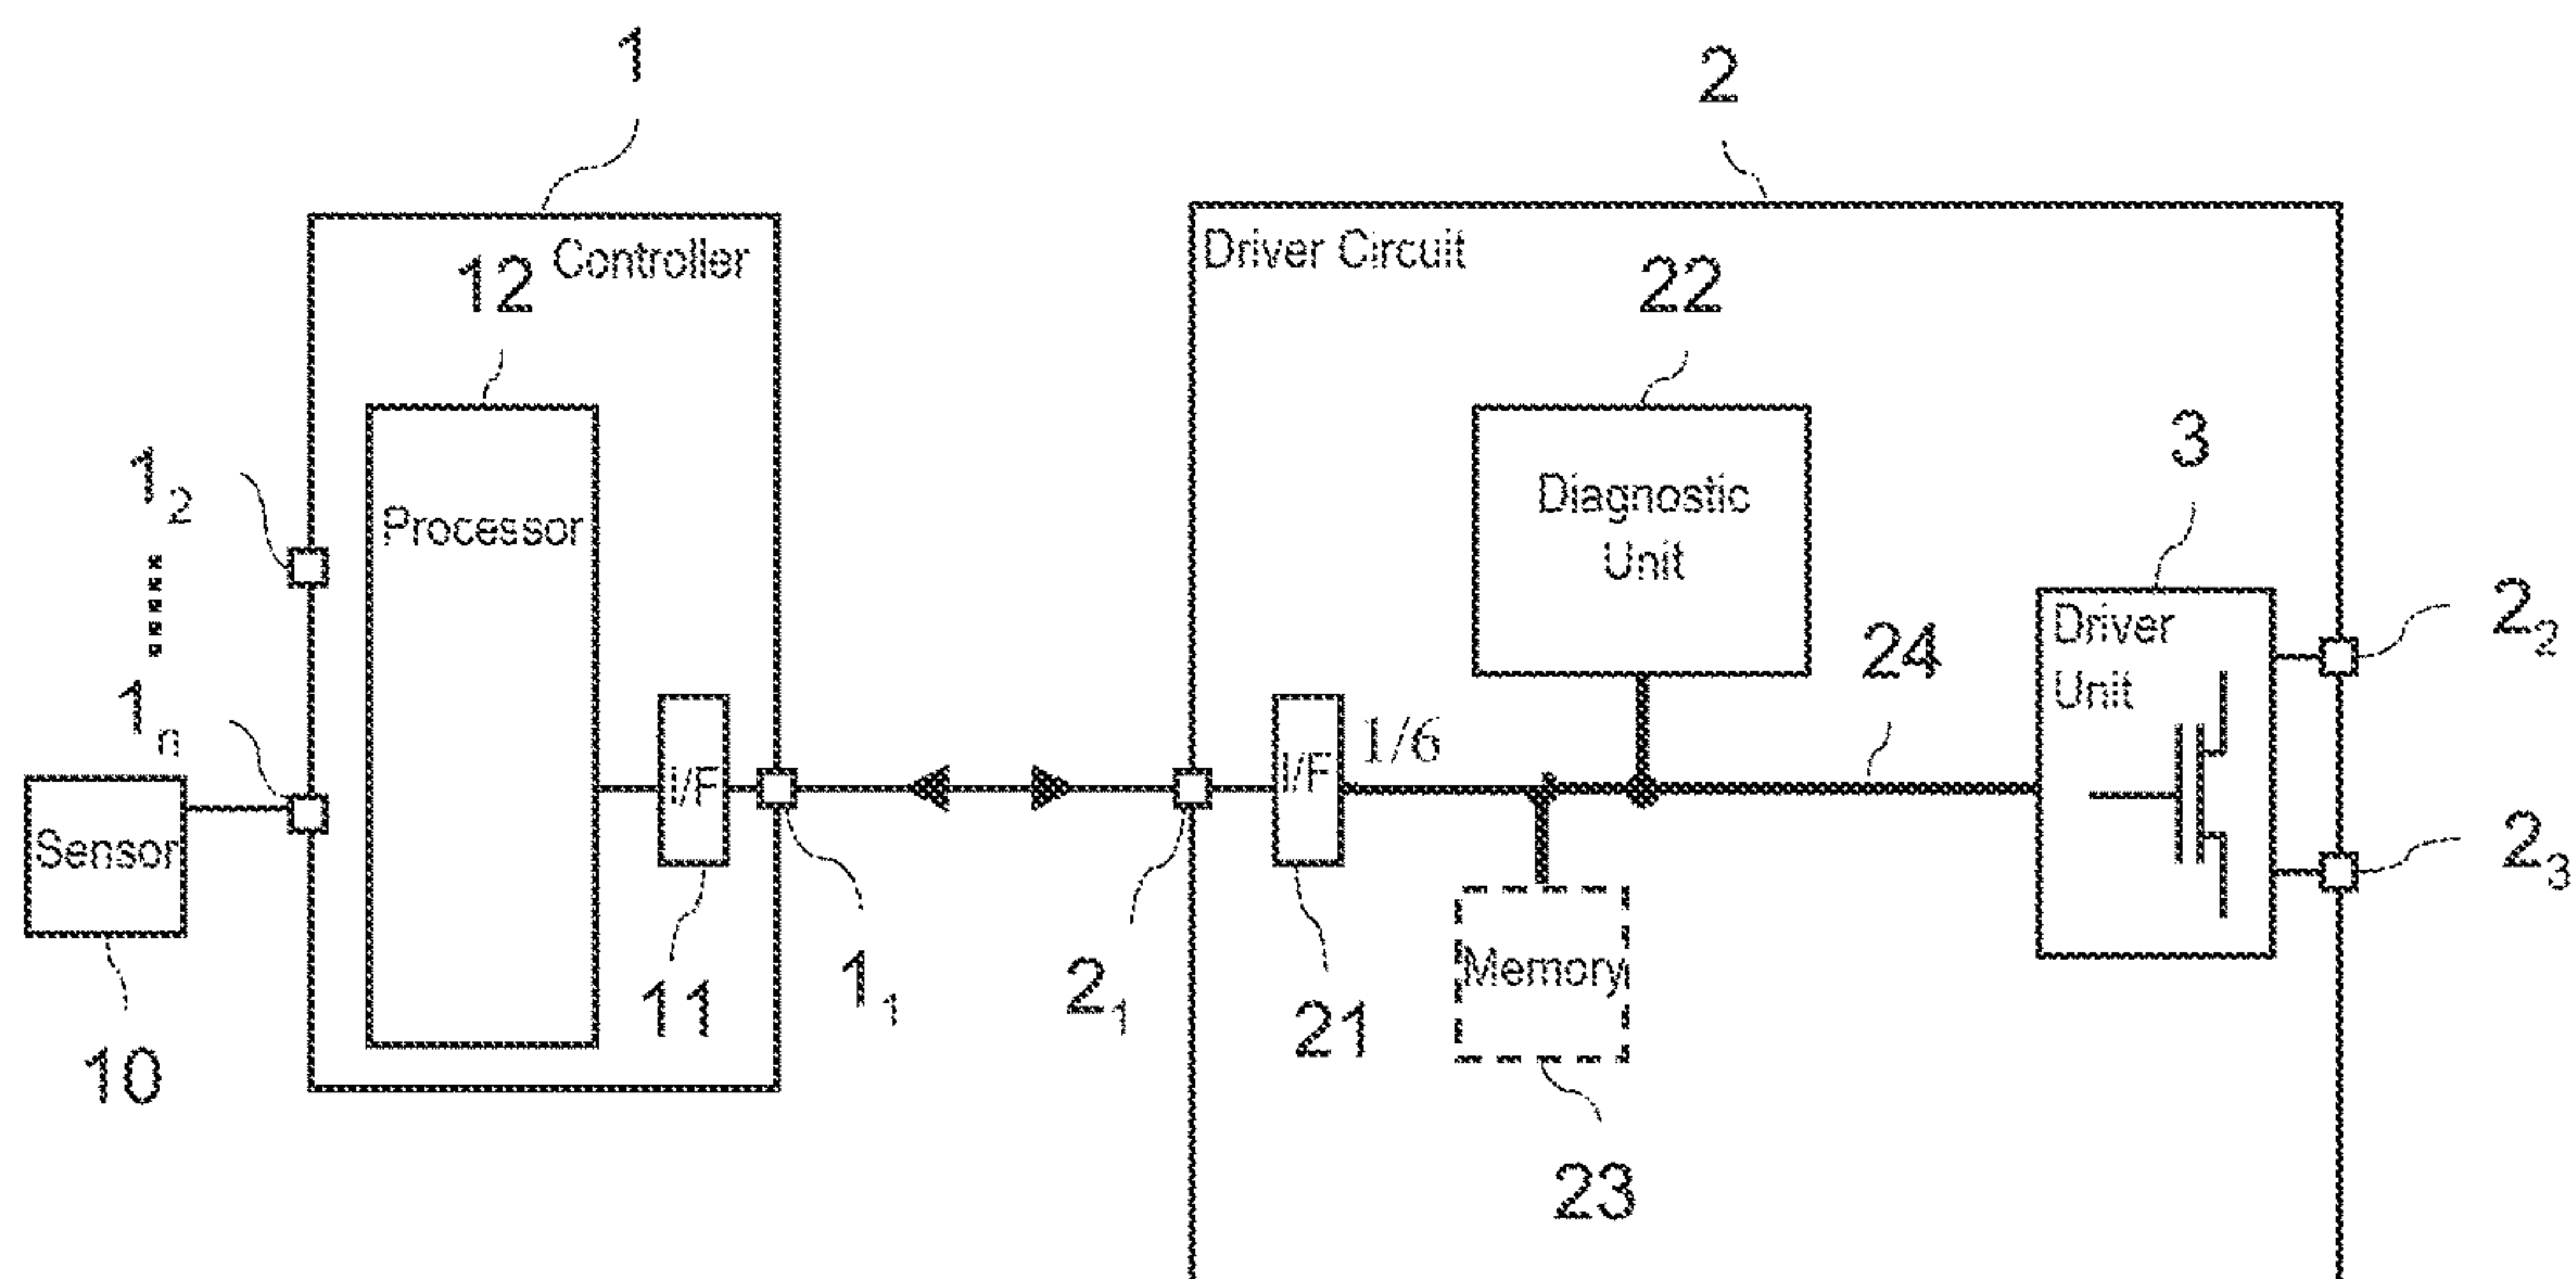 1
2
Controller
Driver Circuit
12
22
1₂
Processor
Diagnostic
Unit
3
Driver
Unit
2₂
24
1ₙ
I/F
I/F
1/6
Sensor
2₃
Memory
11
1₁
2₁
21
10
23